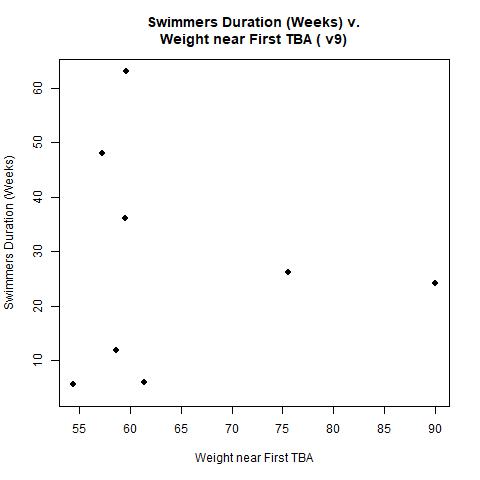 Swimmers Duration (Weeks) v.
Weight near First TBA ( v9)
Swimmers Duration (Weeks)
60
50
40
30
20
10
55 60 65 70 75 80 85 90
Weight near First TBA